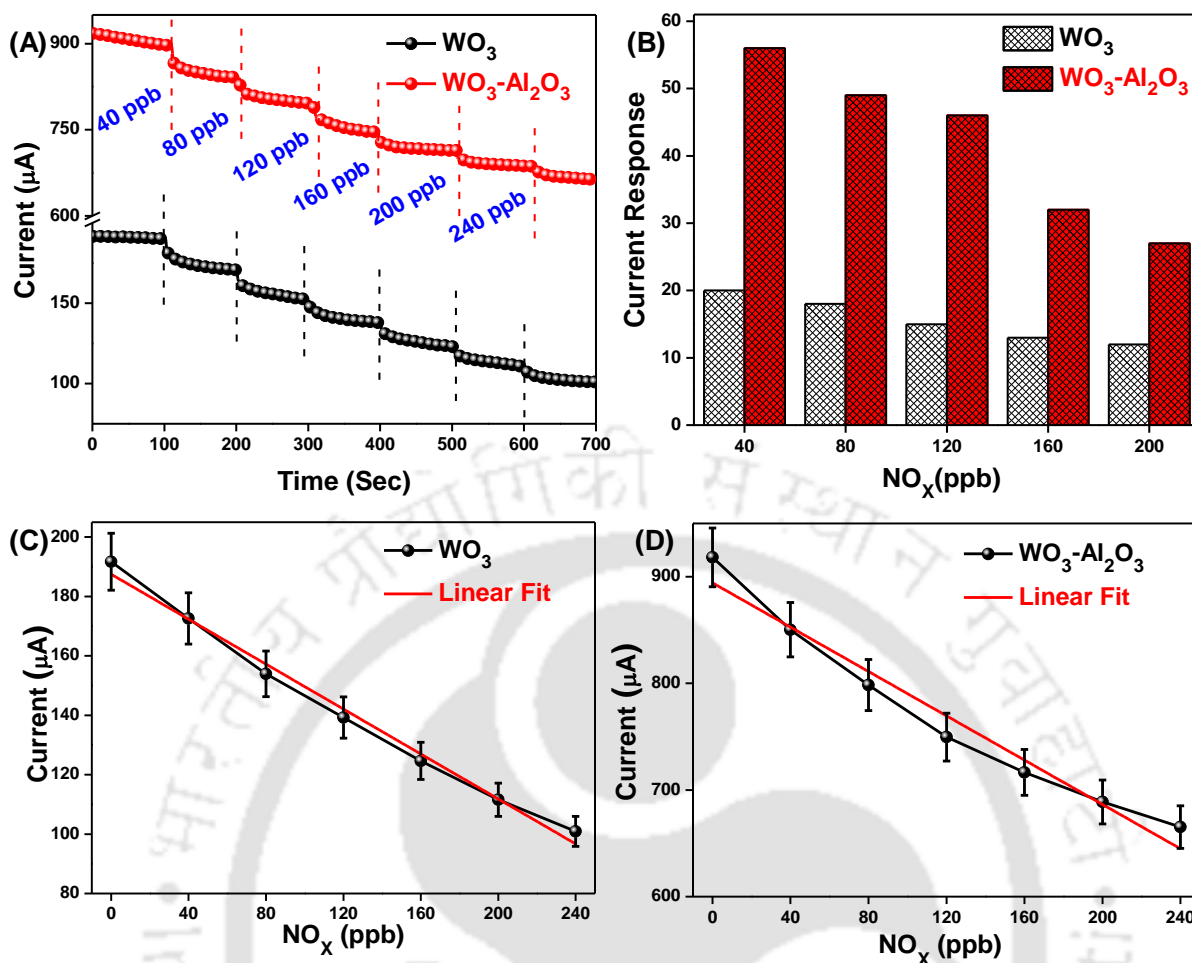 (A)
WO₃
WO₃-Al₂O₃
40 ppb
80 ppb
120 ppb
160 ppb
200 ppb
240 ppb
900
750
600
150
100
Current (μA)
0 100 200 300 400 500 600 700
Time (Sec)
(B)
WO₃
WO₃-Al₂O₃
60
50
40
30
20
10
0
Current Response
40 80 120 160 200
NOX(ppb)
(C)
WO₃
Linear Fit
200
180
160
140
120
100
80
Current (μA)
0 40 80 120 160 200 240
NOX (ppb)
(D)
WO₃-Al₂O₃
Linear Fit
900
800
700
600
Current (μA)
0 40 80 120 160 200 240
NOX (ppb)